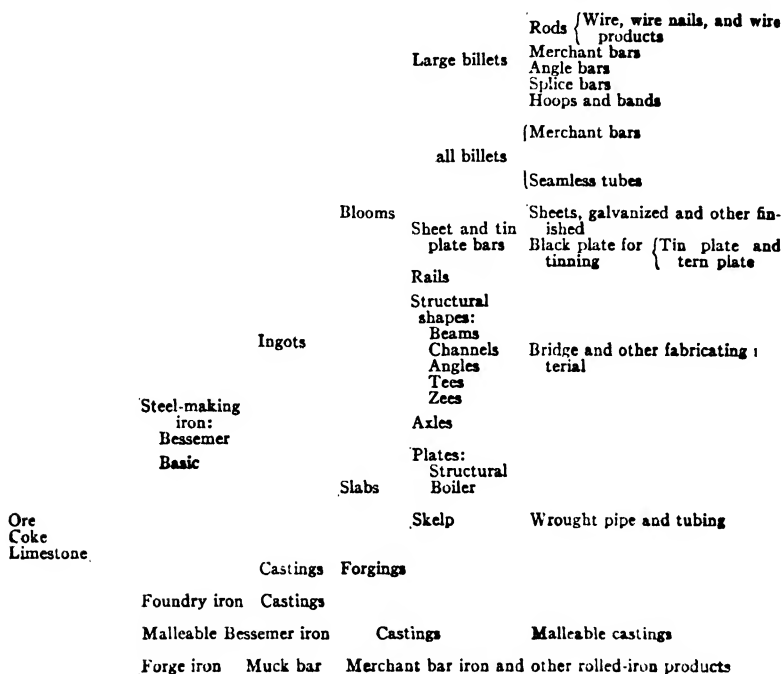 Rods {Wire, wire nails, and wire
products
Large billets Merchant bars
Angle bars
Splice bars
Hoops and bands
{Merchant bars
all billets
{Seamless tubes
Blooms Sheets, galvanized and other fin-
Sheet and tin ished
plate bars Black plate for {Tin plate and
tinning { tern plate
Rails
Structural
shapes:
Beams
Ingots Channels Bridge and other fabricating
Angles terial
Tees
Zees
Steel-making
iron: Axles
Bessemer
Basic Plates:
Structural
Slabs Boiler
Ore Skelp Wrought pipe and tubing
Coke
Limestone
Castings Forgings
Foundry iron Castings
Malleable Bessemer iron Castings Malleable castings
Forge iron Muck bar Merchant bar iron and other rolled-iron products